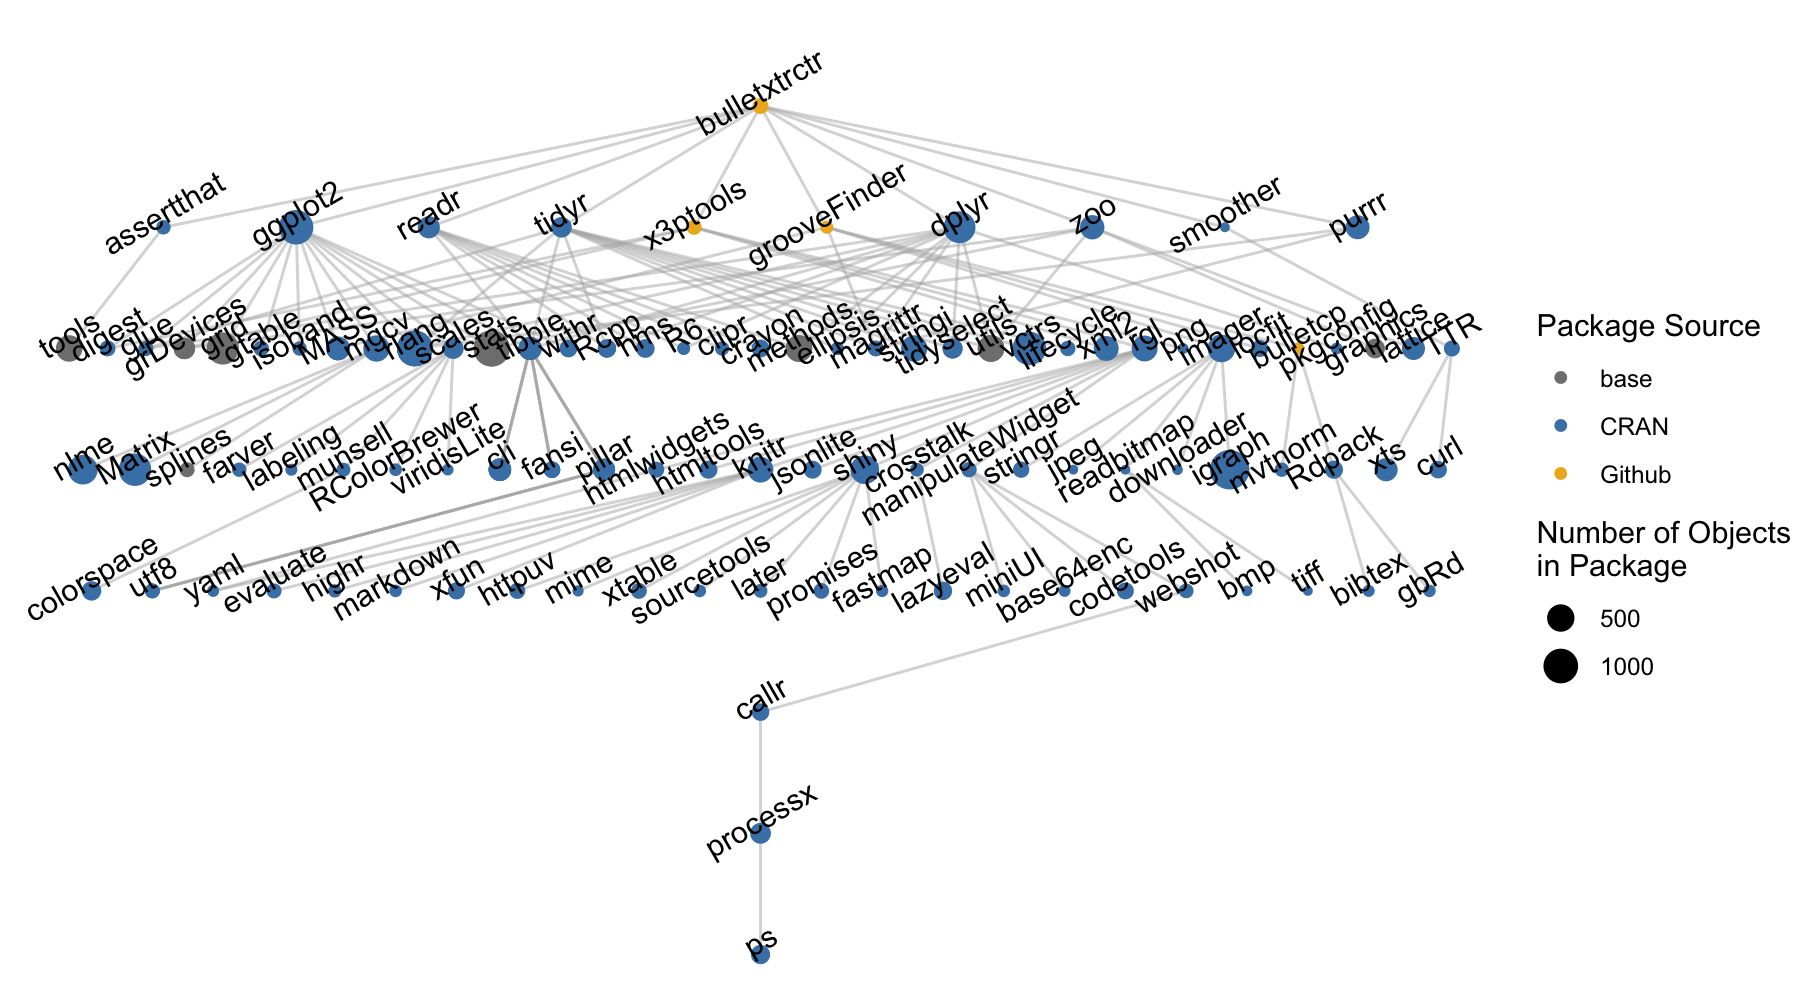 bulletxtrctr
assertthat
ggplot2
readr
tidyr
x3ptools
grooveFinder
dplyr
zoo
smoother
purrr
tools
digest
glue
grDevices
grid
gtable
isoband
MASS
mgcv
rlang
scales
stats
tibble
withr
Rcpp
hms
R6
clipr
crayon
methods
ellipsis
magrittr
stringi
tidyselect
utils
vctrs
lifecycle
xml2
rgl
png
imager
locfit
bulletcp
pkgconfig
graphics
lattice
TTR
nlme
Matrix
splines
farver
labeling
munsell
RColorBrewer
viridisLite
cli
fansi
pillar
htmlwidgets
htmltools
knitr
jsonlite
shiny
crosstalk
manipulateWidget
stringr
jpeg
readbitmap
downloader
igraph
mvtnorm
Rdpack
xts
curl
colorspace
utf8
yaml
evaluate
highr
markdown
xfun
httpuv
mime
xtable
sourcetools
later
promises
fastmap
lazyeval
miniUI
base64enc
codetools
webshot
bmp
tiff
bibtex
gbRd
callr
processx
ps
Package Source
base
CRAN
Github
Number of Objects
in Package
500
1000